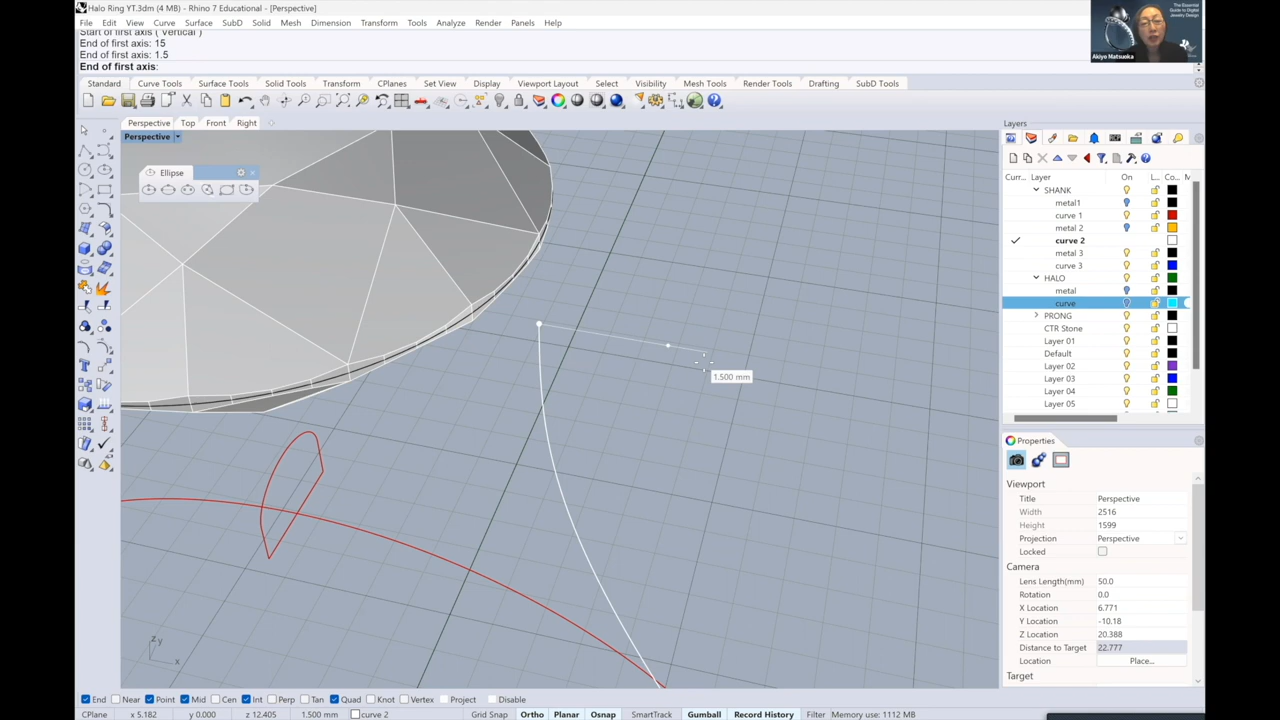 Halo Ring YT.3dm (4 MB) - Rhino 7 Educational - [Perspective]
File Edit View Curve Surface SubD Solid Mesh Dimension Transform Tools Analyze Render Panels Help
Start of first axis ( Vertical )
End of first axis: 15
End of first axis: 1.5
End of first axis:
The Essential
Guide to Digital
Jewelry Design
Akiyo Matsuoka
Standard Curve Tools Surface Tools Solid Tools Transform CPlanes Set View Display Viewport Layout Select Visibility Mesh Tools Render Tools Drafting SubD Tools
Perspective Top Front Right
Perspective
Ellipse
1.500 mm
z y
x
Layers
Curr... Layer On L... Co... M
SHANK
metal1
curve 1
metal 2
curve 2
metal 3
curve 3
HALO
metal
curve
PRONG
CTR Stone
Layer 01
Default
Layer 02
Layer 03
Layer 04
Layer 05
Properties
Viewport
Title Perspective
Width 2516
Height 1599
Projection Perspective
Locked
Camera
Lens Length(mm) 50.0
Rotation 0.0
X Location 6.771
Y Location -10.18
Z Location 20.388
Distance to Target 22.777
Location Place...
Target
End Near Point Mid Cen Int Perp Tan Quad Knot Vertex Project Disable
CPlane x 5.182 y 0.000 z 12.405 1.500 mm curve 2 Grid Snap Ortho Planar Osnap SmartTrack Gumball Record History Filter Memory use: 1112 MB